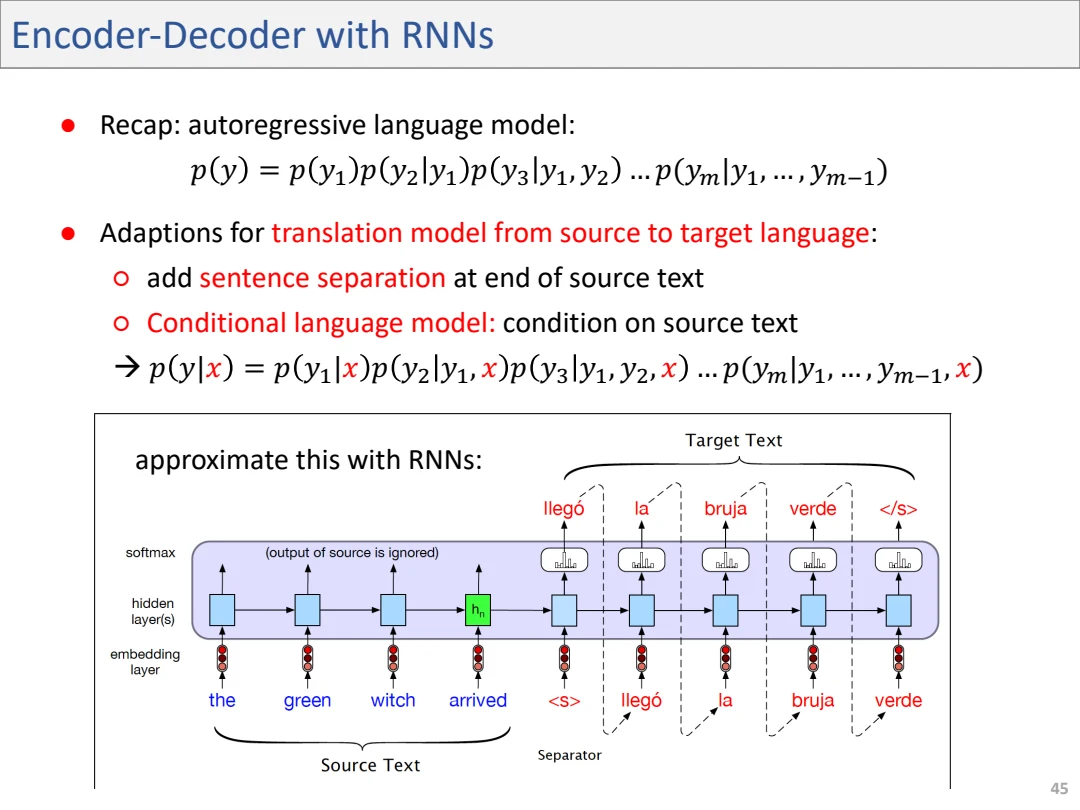 Encoder-Decoder with RNNs
● Recap: autoregressive language model:
p(y) = p(y₁)p(y₂|y₁)p(y₃|y₁, y₂) … p(yₘ|y₁, … , yₘ₋₁)
● Adaptions for translation model from source to target language:
○ add sentence separation at end of source text
○ Conditional language model: condition on source text
→ p(y|x) = p(y₁|x)p(y₂|y₁, x)p(y₃|y₁, y₂, x) … p(yₘ|y₁, … , yₘ₋₁, x)
approximate this with RNNs:
Target Text
llegó la bruja verde </s>
softmax (output of source is ignored)
hidden
layer(s)
hₙ
embedding
layer
the green witch arrived <s> llegó la bruja verde
Separator
Source Text
45